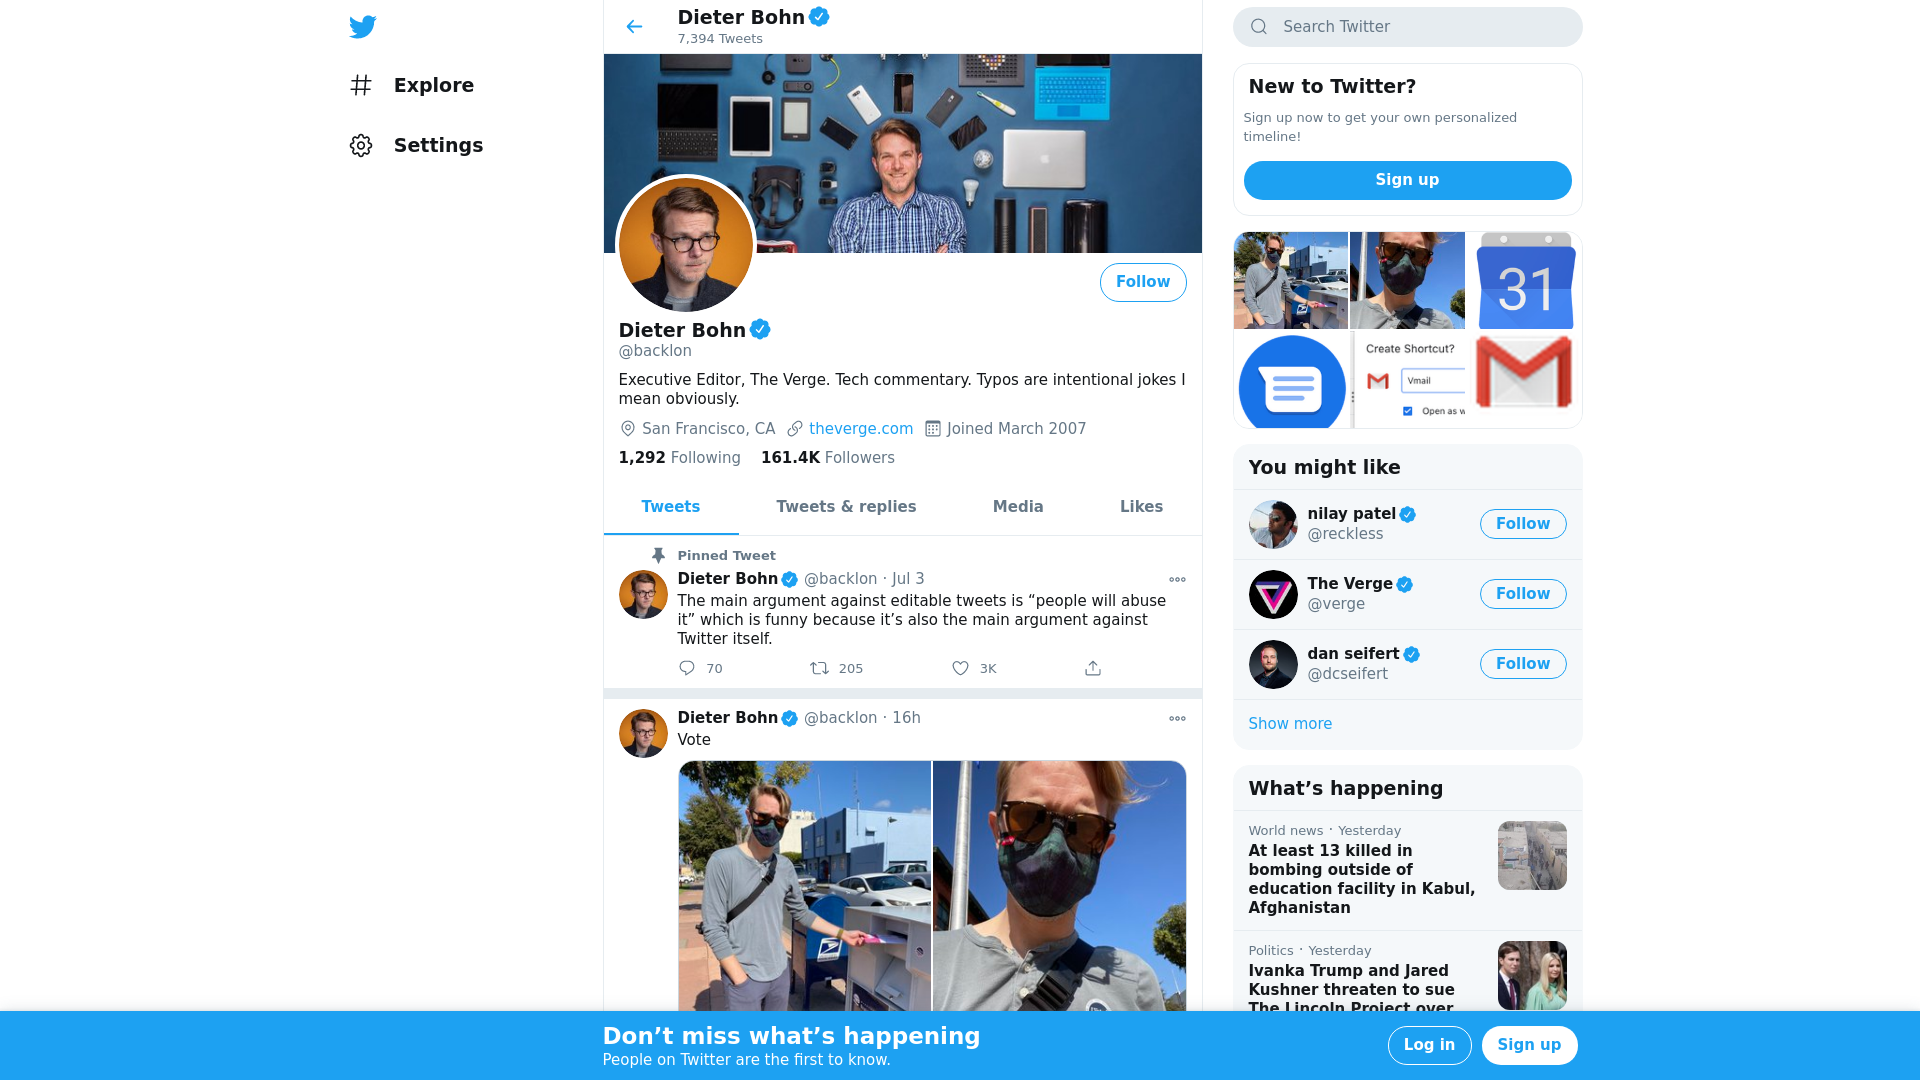 Explore
Settings
Dieter Bohn
7,394 Tweets
Follow
Dieter Bohn
@backlon
Executive Editor, The Verge. Tech commentary. Typos are intentional jokes I
mean obviously.
San Francisco, CA theverge.com Joined March 2007
1,292 Following 161.4K Followers
Tweets Tweets & replies Media Likes
Pinned Tweet
Dieter Bohn @backlon · Jul 3
The main argument against editable tweets is “people will abuse
it” which is funny because it’s also the main argument against
Twitter itself.
70 205 3K
Dieter Bohn @backlon · 16h
Vote
Search Twitter
New to Twitter?
Sign up now to get your own personalized
timeline!
Sign up
31
Create Shortcut?
Vmail
Open as w
You might like
nilay patel
@reckless
Follow
The Verge
@verge
Follow
dan seifert
@dcseifert
Follow
Show more
What’s happening
World news · Yesterday
At least 13 killed in
bombing outside of
education facility in Kabul,
Afghanistan
Politics · Yesterday
Ivanka Trump and Jared
Kushner threaten to sue
The Lincoln Project over
Don’t miss what’s happening
People on Twitter are the first to know.
Log in
Sign up